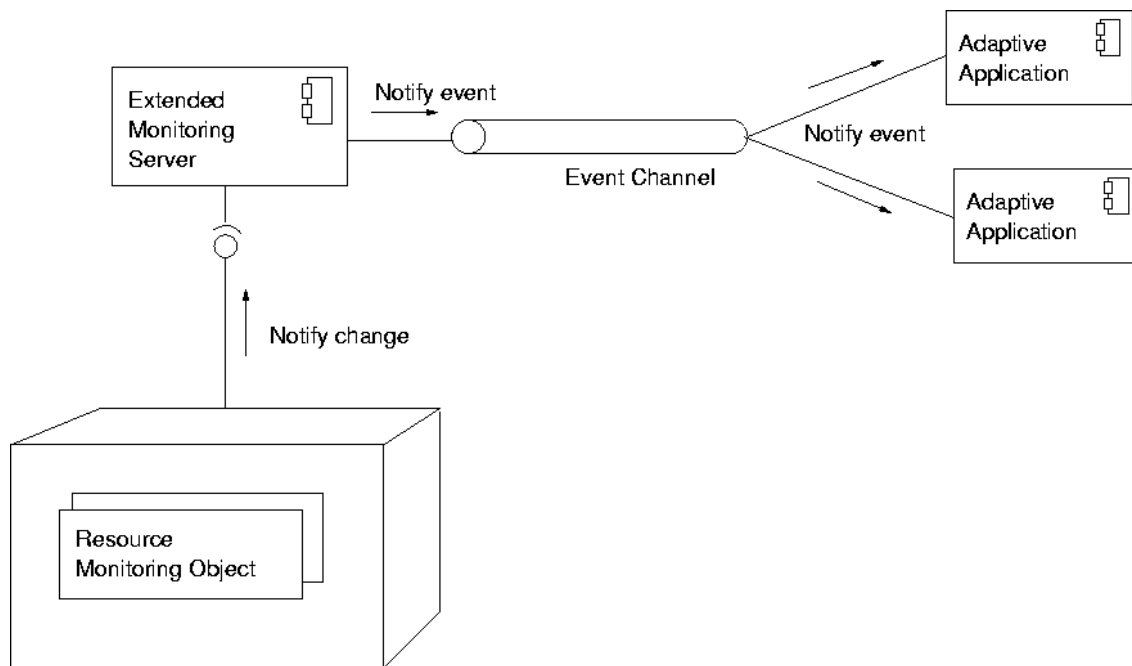 Extended
Monitoring
Server
Notify event
Event Channel
Notify event
Adaptive
Application
Adaptive
Application
Notify change
Resource
Monitoring Object